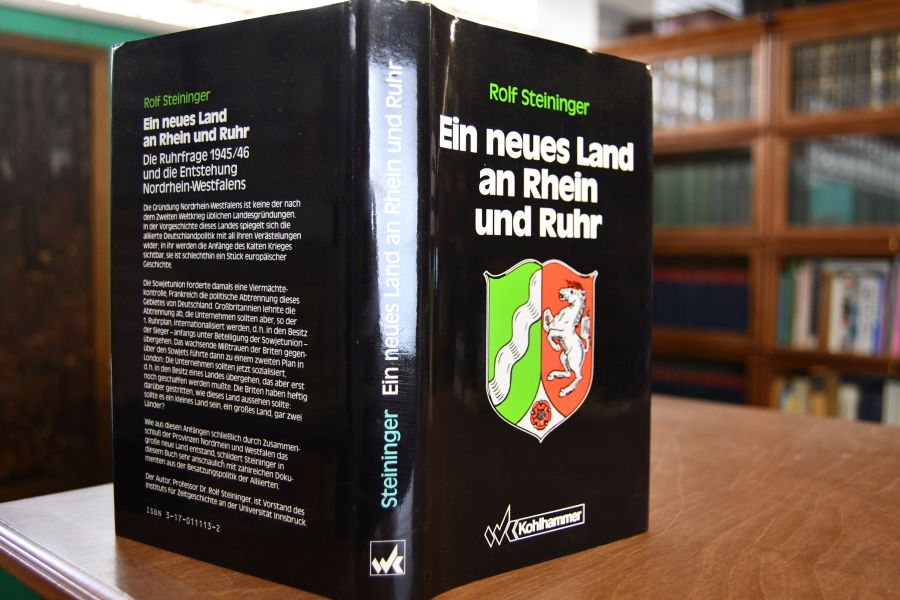 Rolf Steininger
Ein neues Land
an Rhein und Ruhr
Die Ruhrfrage 1945/46
und die Entstehung
Nordrhein-Westfalens
Die Gründung Nordrhein-Westfalens ist keine der nach
dem Zweiten Weltkrieg üblichen Landesgründungen.
In der Vorgeschichte dieses Landes spiegelt sich die
alliierte Deutschlandpolitik mit all ihren Verästelungen
wider; in ihr werden die Anfänge des Kalten Krieges
sichtbar, sie ist schlechthin ein Stück europäischer
Geschichte.
Die Sowjetunion forderte damals eine Viermächte-
kontrolle, Frankreich die politische Abtrennung dieses
Gebietes von Deutschland. Großbritannien lehnte die
Abtrennung ab, die Unternehmen sollten aber, so der
1. Ruhrplan, internationalisiert werden, d. h. in den Besitz
der Sieger – anfangs unter Beteiligung der Sowjetunion –
übergehen. Das wachsende Mißtrauen der Briten gegen-
über den Sowjets führte dann zu einem zweiten Plan in
London: Die Unternehmen sollten jetzt sozialisiert,
d. h. in den Besitz eines Landes übergehen, das aber erst
noch geschaffen werden mußte. Die Briten haben heftig
darüber gestritten, wie dieses Land aussehen sollte:
sollte es ein kleines Land sein, ein großes Land, gar zwei
Länder?
Wie aus diesen Anfängen schließlich durch Zusammen-
schluß der Provinzen Nordrhein und Westfalen das
große neue Land entstand, schildert Steininger in
diesem Buch sehr anschaulich mit zahlreichen Doku-
menten aus der Besatzungspolitik der Alliierten.
Der Autor, Professor Dr. Rolf Steininger, ist Vorstand des
Instituts für Zeitgeschichte an der Universität Innsbruck.
ISBN 3-17-011113-2
Steininger Ein neues Land an Rhein und Ruhr
Rolf Steininger
Ein neues Land
an Rhein
und Ruhr
Kohlhammer